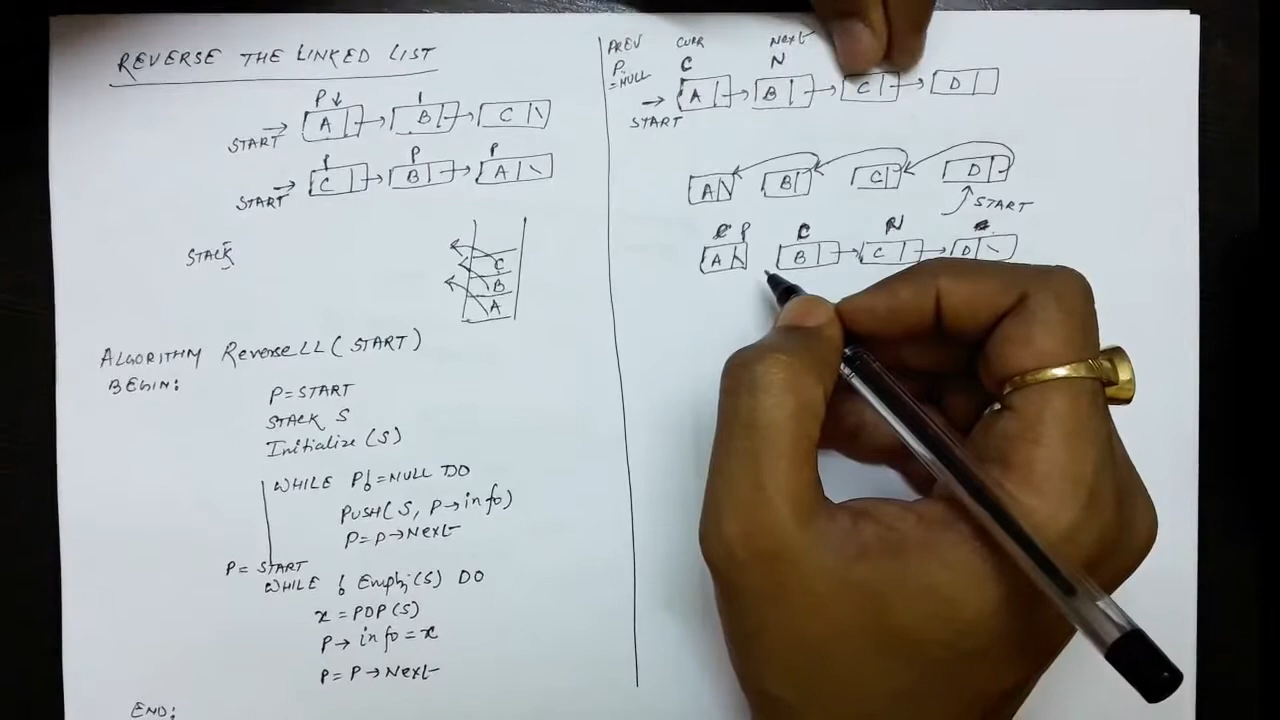 REVERSE THE LINKED LIST
P
START A B C
P P P
START C B A
STACK
C
B
A
ALGORITHM ReverseLL(START)
BEGIN:
P=START
STACK S
Initialize(S)
WHILE P!=NULL DO
PUSH(S, P→info)
P=P→Next
P=START
WHILE ! Empty(S) DO
x=POP(S)
P→info=x
P=P→Next
END:
PREV CURR Next
P C N
=NULL
A B C D
START
A B C D
START
C P C N
A B C D